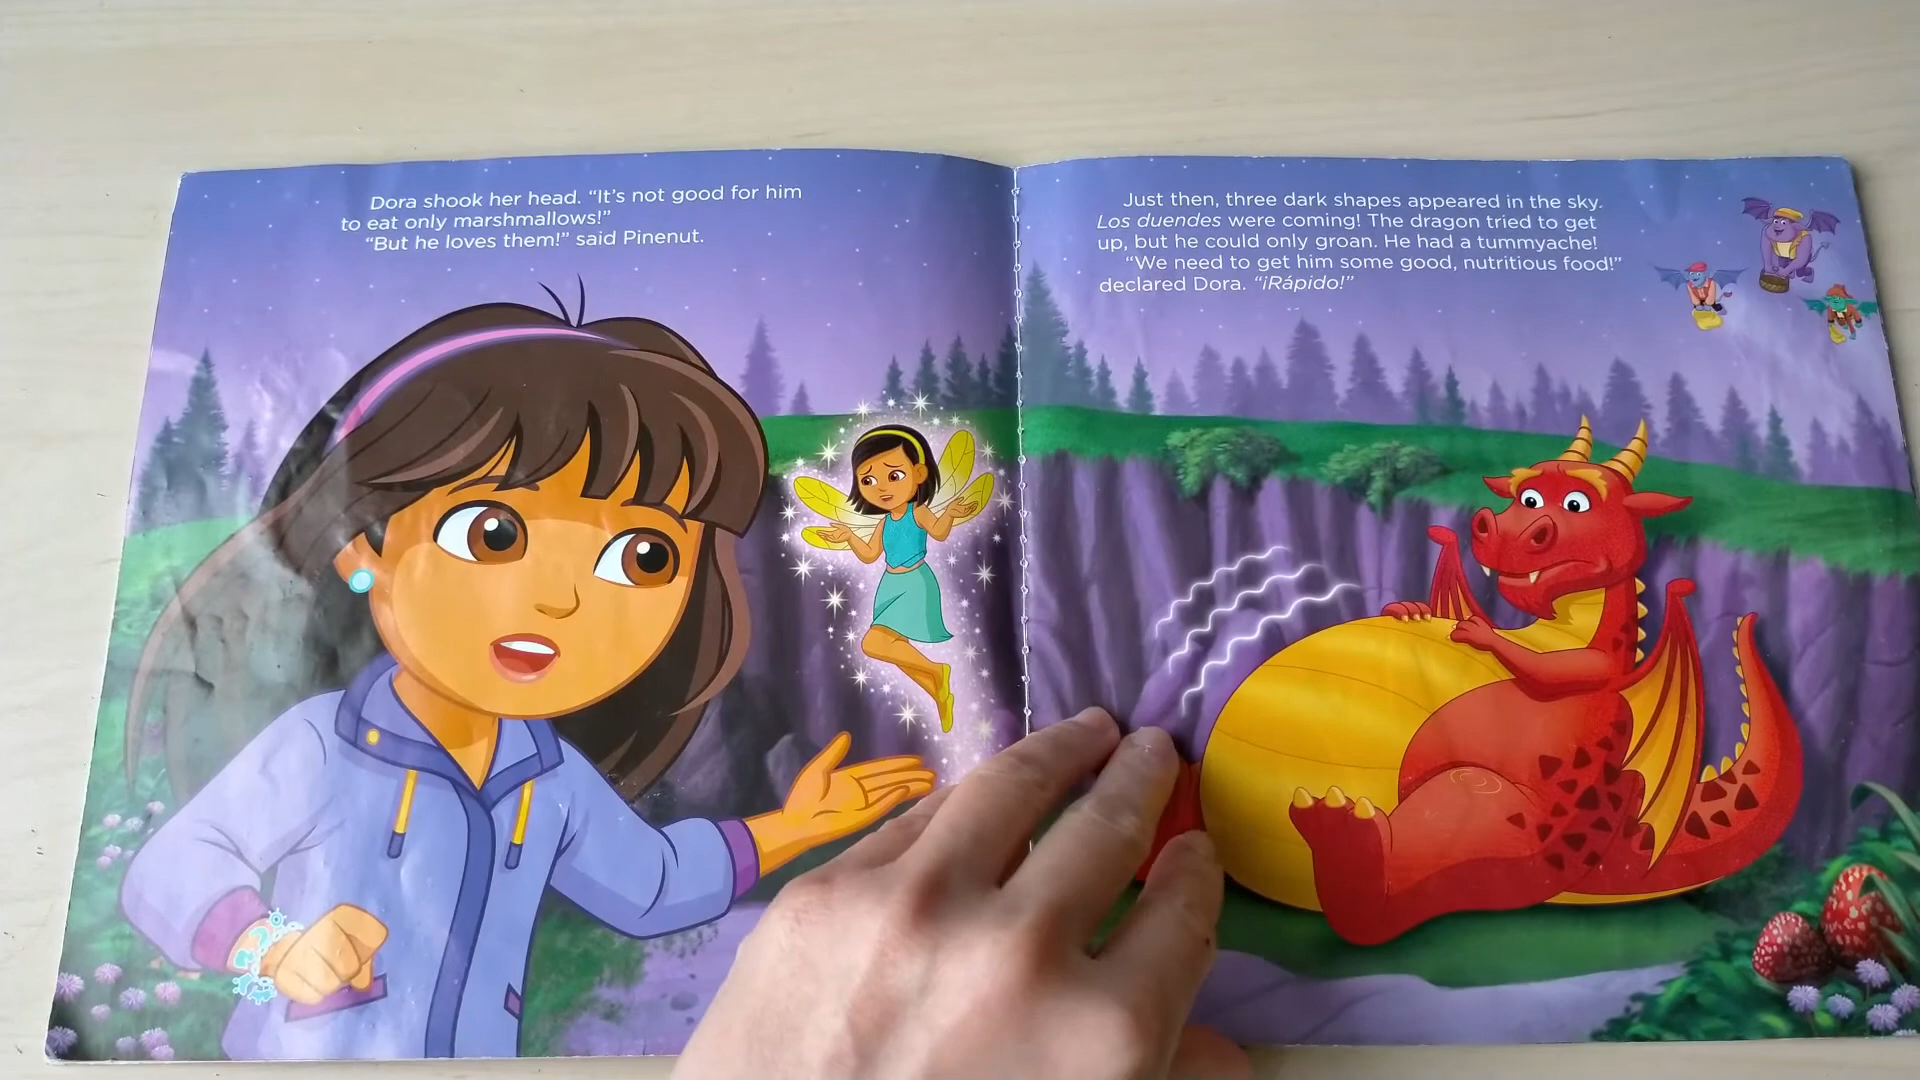 Dora shook her head. “It’s not good for him
to eat only marshmallows!”
“But he loves them!” said Pinenut.
Just then, three dark shapes appeared in the sky.
Los duendes were coming! The dragon tried to get
up, but he could only groan. He had a tummyache!
“We need to get him some good, nutritious food!”
declared Dora. “¡Rápido!”